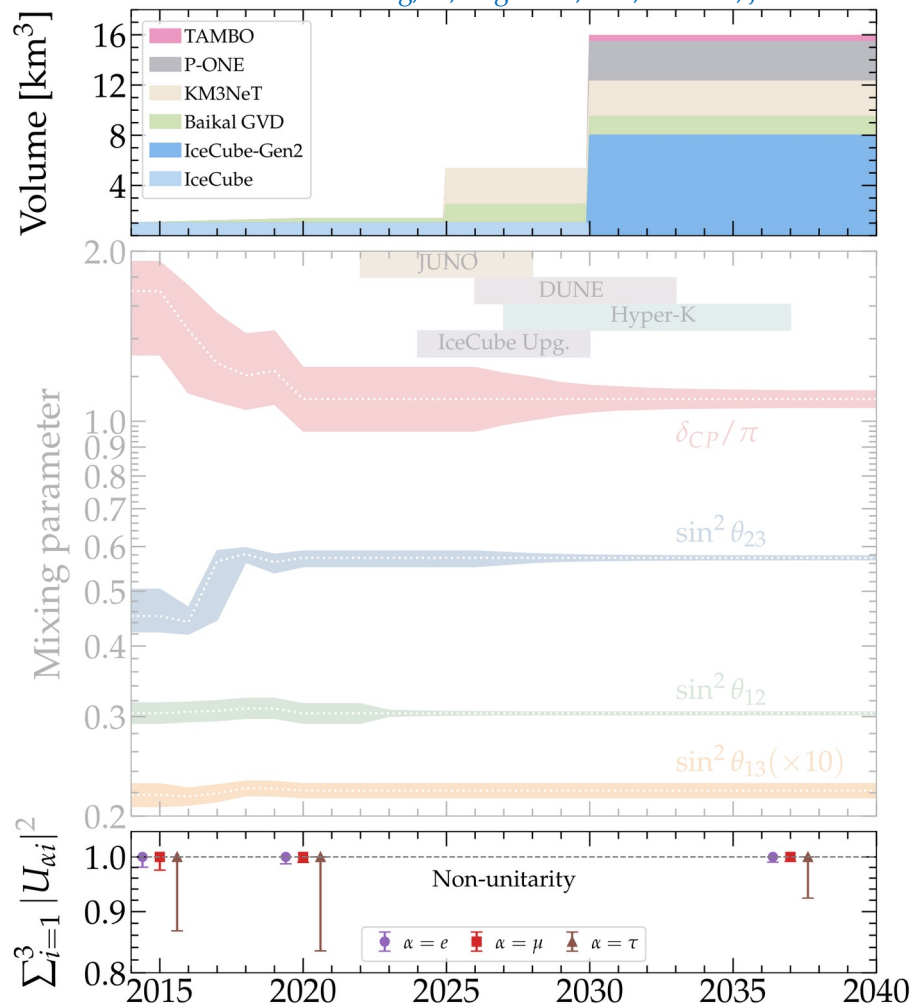 Volume [km³]
16
12
8
4
TAMBO
P-ONE
KM3NeT
Baikal GVD
IceCube-Gen2
IceCube
Mixing parameter
2.0
1.0
0.9
0.8
0.7
0.6
0.5
0.4
0.3
0.2
JUNO
DUNE
Hyper-K
IceCube Upg.
δ_CP/π
sin² θ₂₃
sin² θ₁₂
sin² θ₁₃(×10)
Σ³ᵢ₌₁ |U_αi|²
1.0
0.9
0.8
Non-unitarity
α = e
α = μ
α = τ
2015 2020 2025 2030 2035 2040